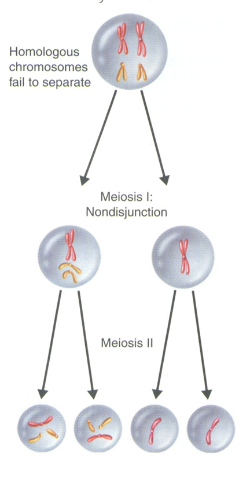 Homologous
chromosomes
fail to separate
Meiosis I:
Nondisjunction
Meiosis II